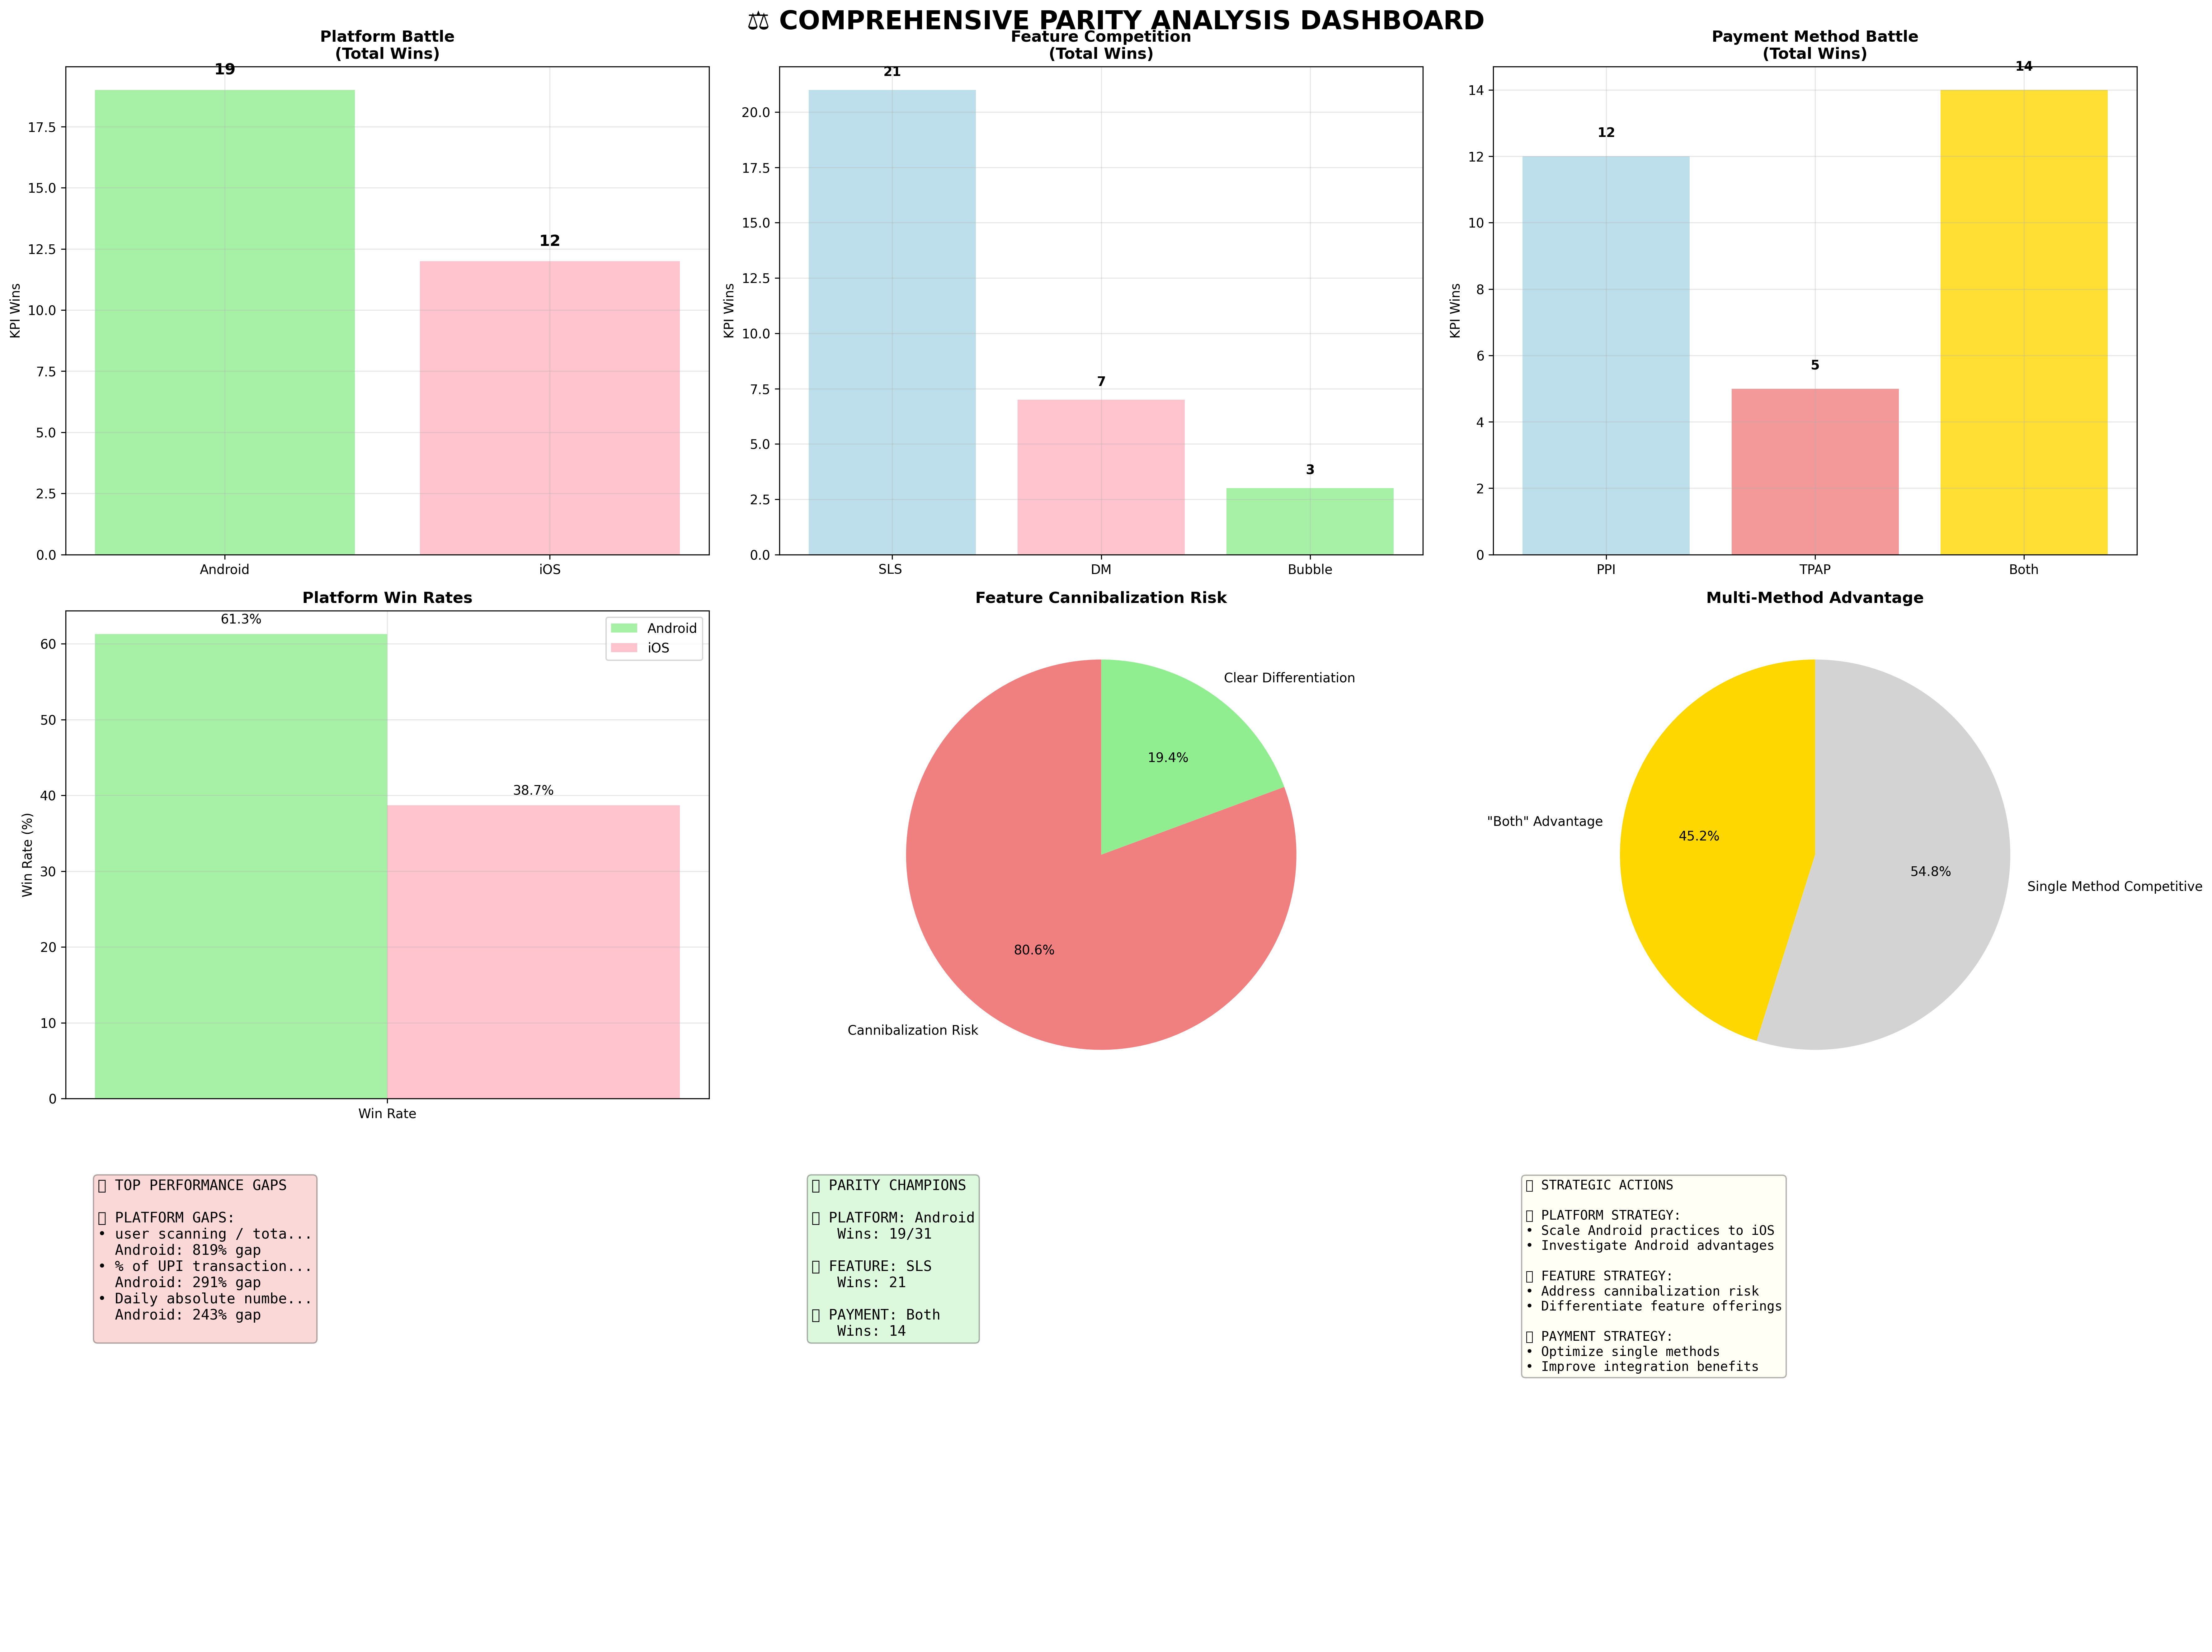 ⚖ COMPREHENSIVE PARITY ANALYSIS DASHBOARD
Platform Battle
(Total Wins)
19
12
17.5
15.0
12.5
10.0
7.5
5.0
2.5
0.0
KPI Wins
Android
iOS
Feature Competition
(Total Wins)
21
7
3
20.0
17.5
15.0
12.5
10.0
7.5
5.0
2.5
0.0
KPI Wins
SLS
DM
Bubble
Payment Method Battle
(Total Wins)
12
5
14
14
12
10
8
6
4
2
0
KPI Wins
PPI
TPAP
Both
Platform Win Rates
61.3%
38.7%
Android
iOS
60
50
40
30
20
10
0
Win Rate (%)
Win Rate
Feature Cannibalization Risk
Clear Differentiation
19.4%
80.6%
Cannibalization Risk
Multi-Method Advantage
"Both" Advantage
45.2%
54.8%
Single Method Competitive
TOP PERFORMANCE GAPS
PLATFORM GAPS:
• user scanning / tota...
Android: 819% gap
• % of UPI transaction...
Android: 291% gap
• Daily absolute numbe...
Android: 243% gap
PARITY CHAMPIONS
PLATFORM: Android
Wins: 19/31
FEATURE: SLS
Wins: 21
PAYMENT: Both
Wins: 14
STRATEGIC ACTIONS
PLATFORM STRATEGY:
• Scale Android practices to iOS
• Investigate Android advantages
FEATURE STRATEGY:
• Address cannibalization risk
• Differentiate feature offerings
PAYMENT STRATEGY:
• Optimize single methods
• Improve integration benefits